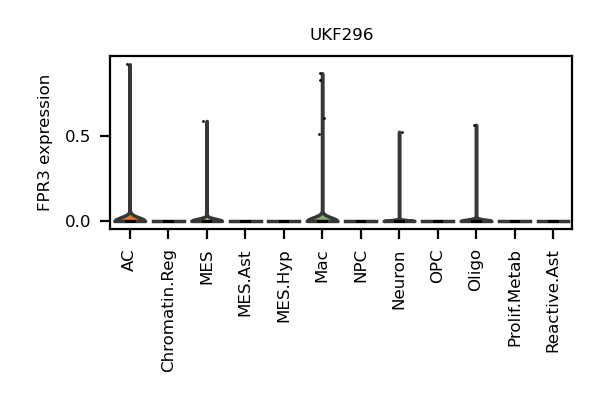 UKF296
FPR3 expression
0.5
0.0
AC
Chromatin.Reg
MES
MES.Ast
MES.Hyp
Mac
NPC
Neuron
OPC
Oligo
Prolif.Metab
Reactive.Ast